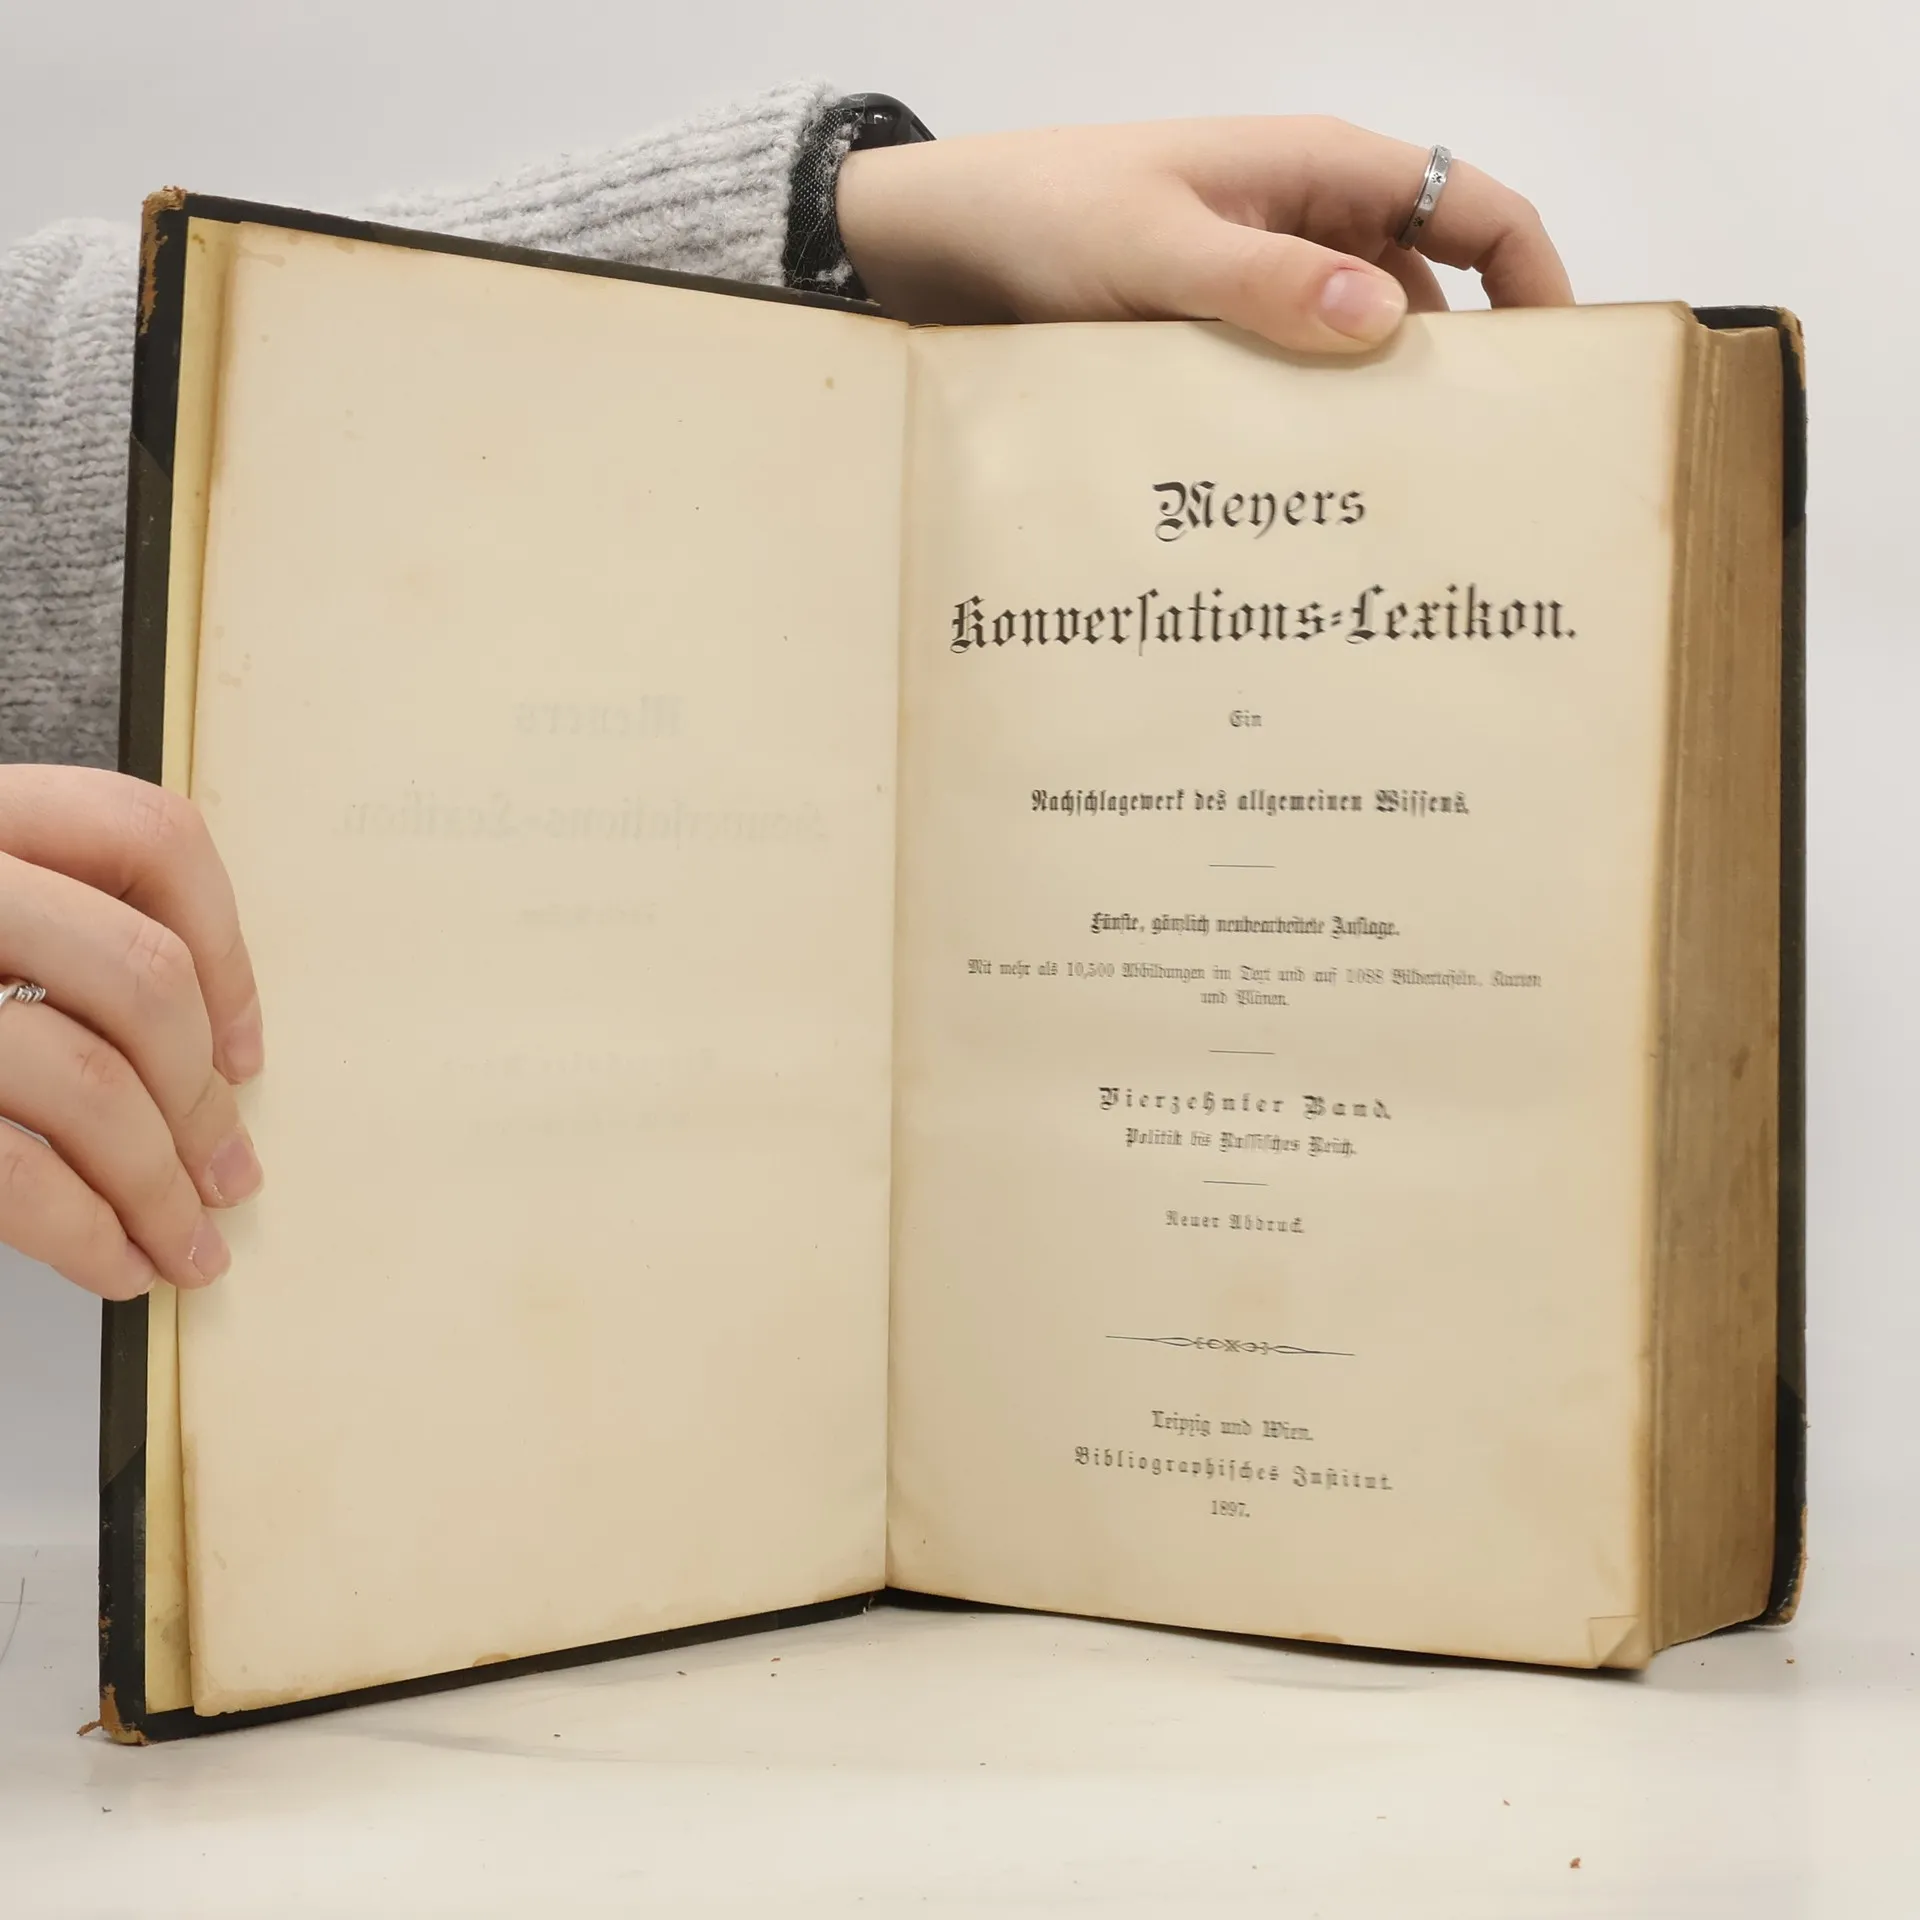 Meyers
Konverſations=Lexikon.
Ein
Nachſchlagewerk des allgemeinen Wiſſens.
Fünfte, gänzlich neubearbeitete Auflage.
Mit mehr als 10,500 Abbildungen im Text und auf 1088 Bildertafeln, Karten
und Plänen.
Vierzehnter Band.
Politik bis Ruſſiſches Reich.
Neuer Abdruck.
Leipzig und Wien.
Bibliographiſches Inſtitut.
1897.